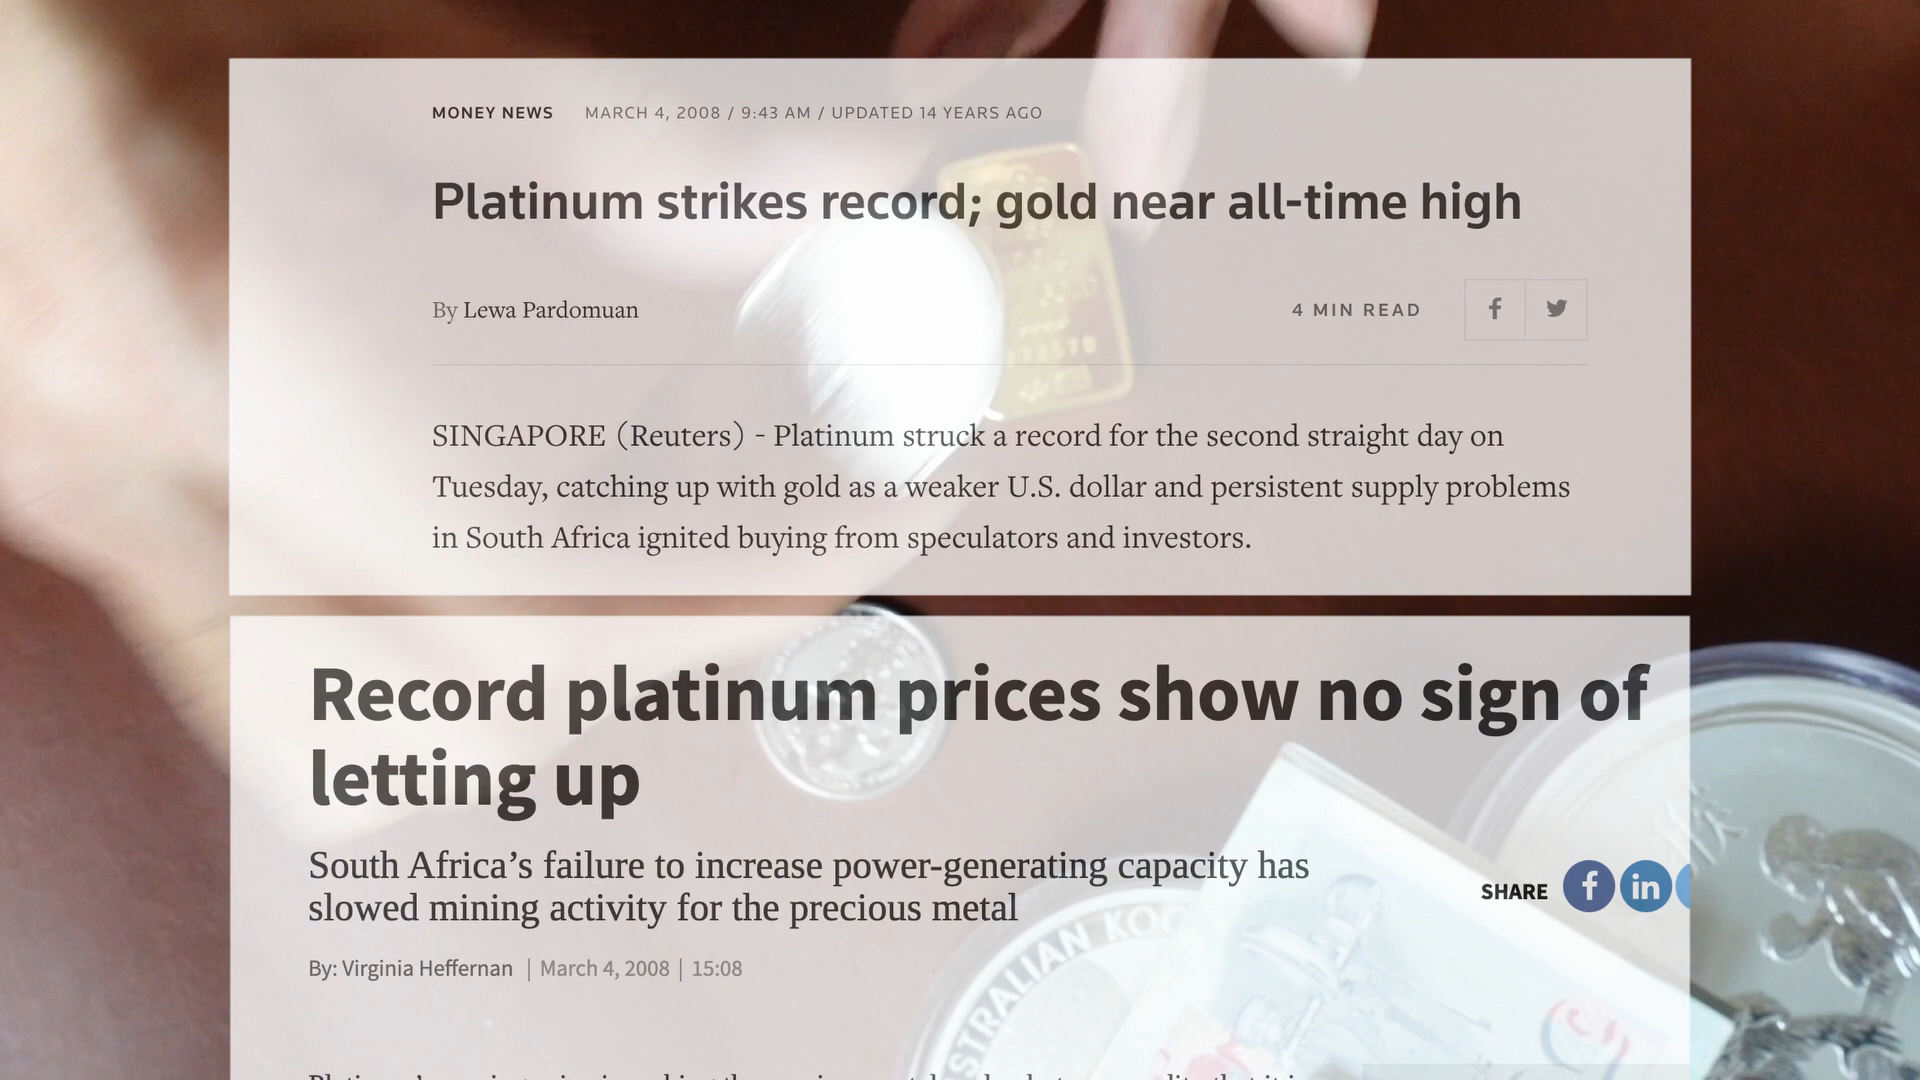 MONEY NEWS MARCH 4, 2008 / 9:43 AM / UPDATED 14 YEARS AGO
Platinum strikes record; gold near all-time high
By Lewa Pardomuan
4 MIN READ
SINGAPORE (Reuters) - Platinum struck a record for the second straight day on
Tuesday, catching up with gold as a weaker U.S. dollar and persistent supply problems
in South Africa ignited buying from speculators and investors.
Record platinum prices show no sign of
letting up
South Africa’s failure to increase power-generating capacity has
slowed mining activity for the precious metal
SHARE
By: Virginia Heffernan | March 4, 2008 | 15:08